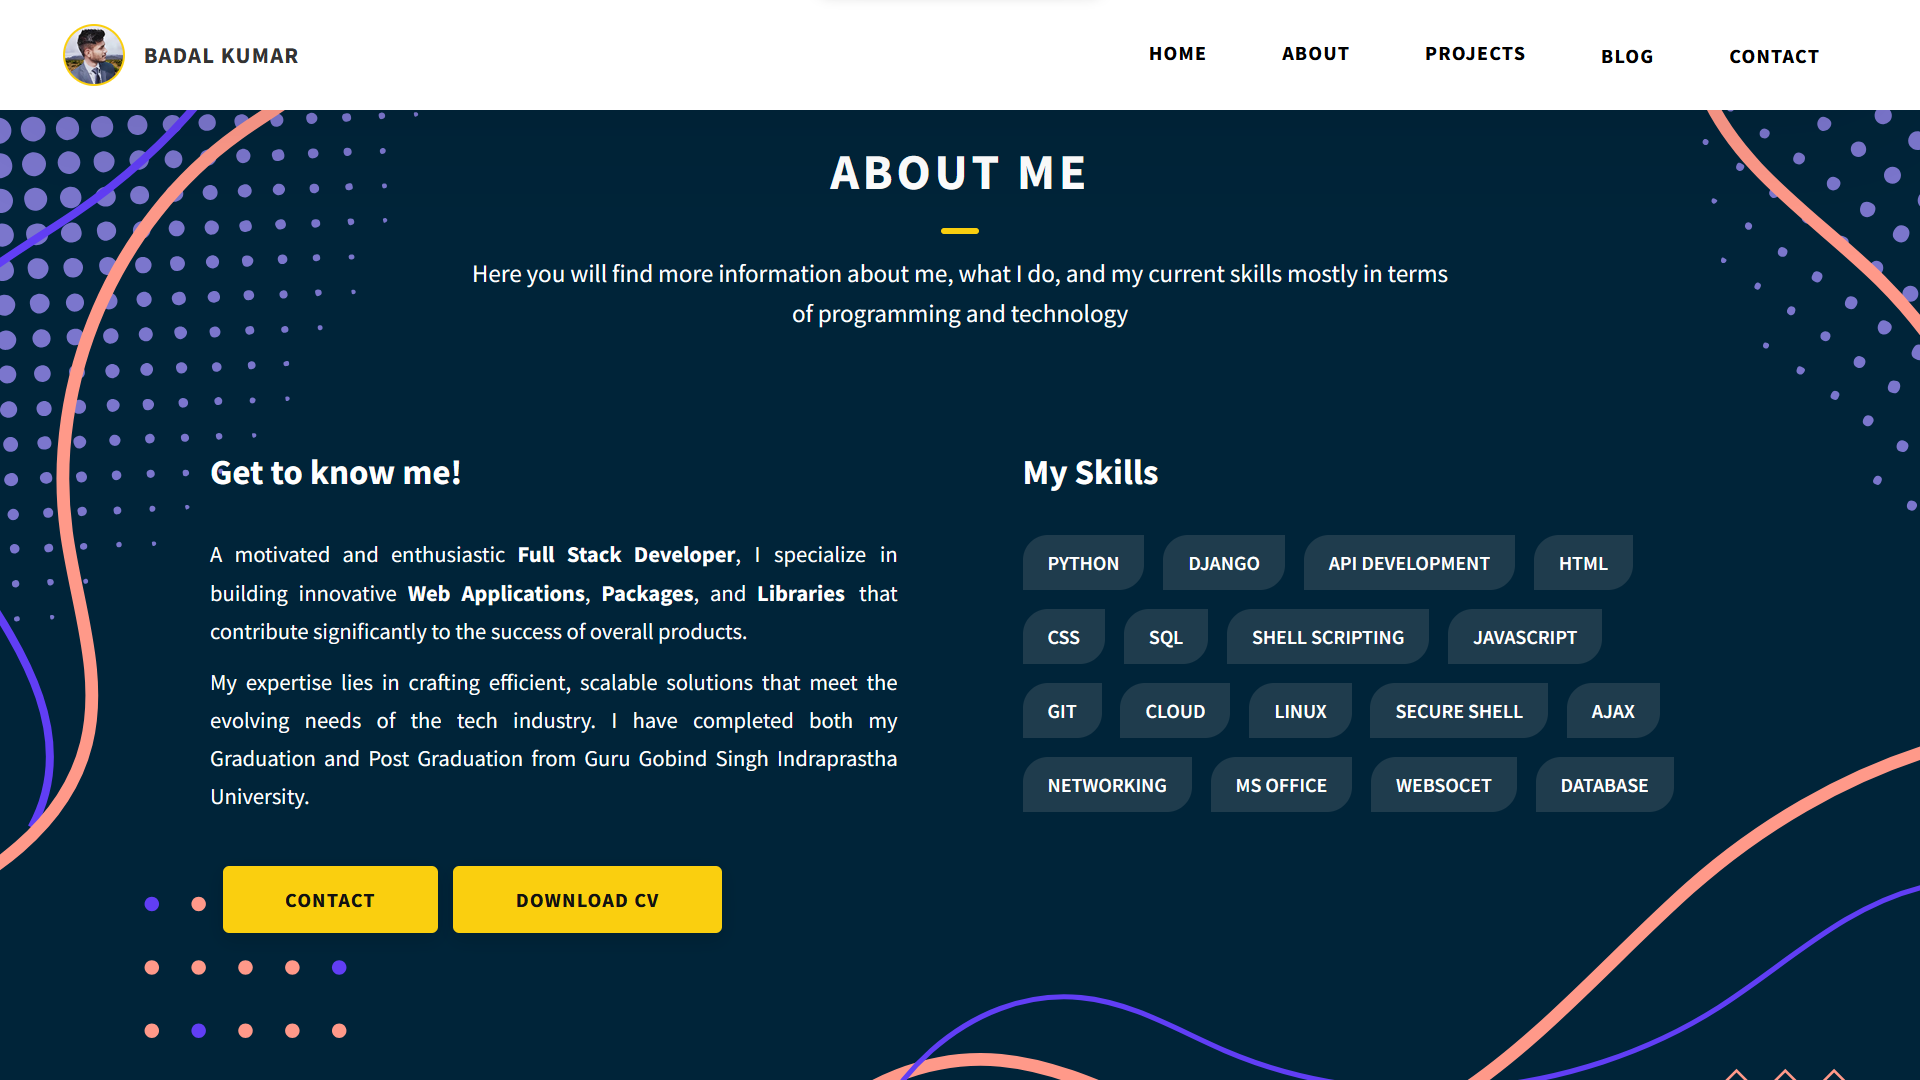 BADAL KUMAR
HOME
ABOUT
PROJECTS
BLOG
CONTACT
ABOUT ME
Here you will find more information about me, what I do, and my current skills mostly in terms
of programming and technology
Get to know me!
A motivated and enthusiastic Full Stack Developer, I specialize in
building innovative Web Applications, Packages, and Libraries that
contribute significantly to the success of overall products.
My expertise lies in crafting efficient, scalable solutions that meet the
evolving needs of the tech industry. I have completed both my
Graduation and Post Graduation from Guru Gobind Singh Indraprastha
University.
CONTACT
DOWNLOAD CV
My Skills
PYTHON
DJANGO
API DEVELOPMENT
HTML
CSS
SQL
SHELL SCRIPTING
JAVASCRIPT
GIT
CLOUD
LINUX
SECURE SHELL
AJAX
NETWORKING
MS OFFICE
WEBSOCET
DATABASE